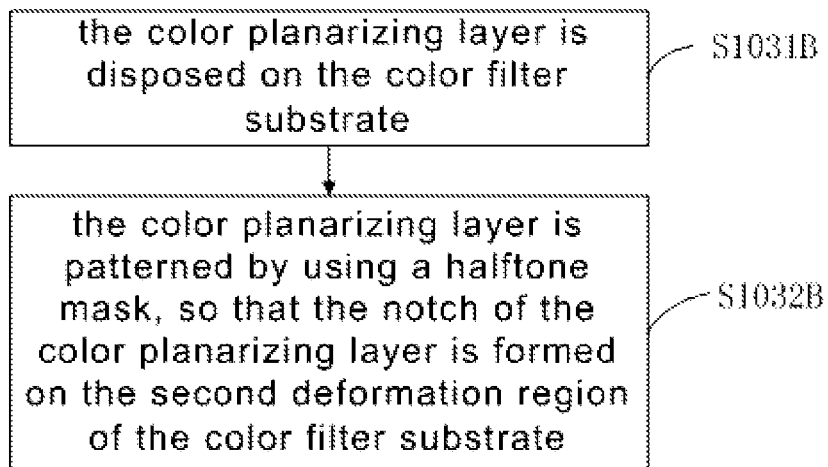 the color planarizing layer is
disposed on the color filter
substrate
S1031B
the color planarizing layer is
patterned by using a halftone
mask, so that the notch of the
color planarizing layer is formed
on the second deformation region
of the color filter substrate
S1032B